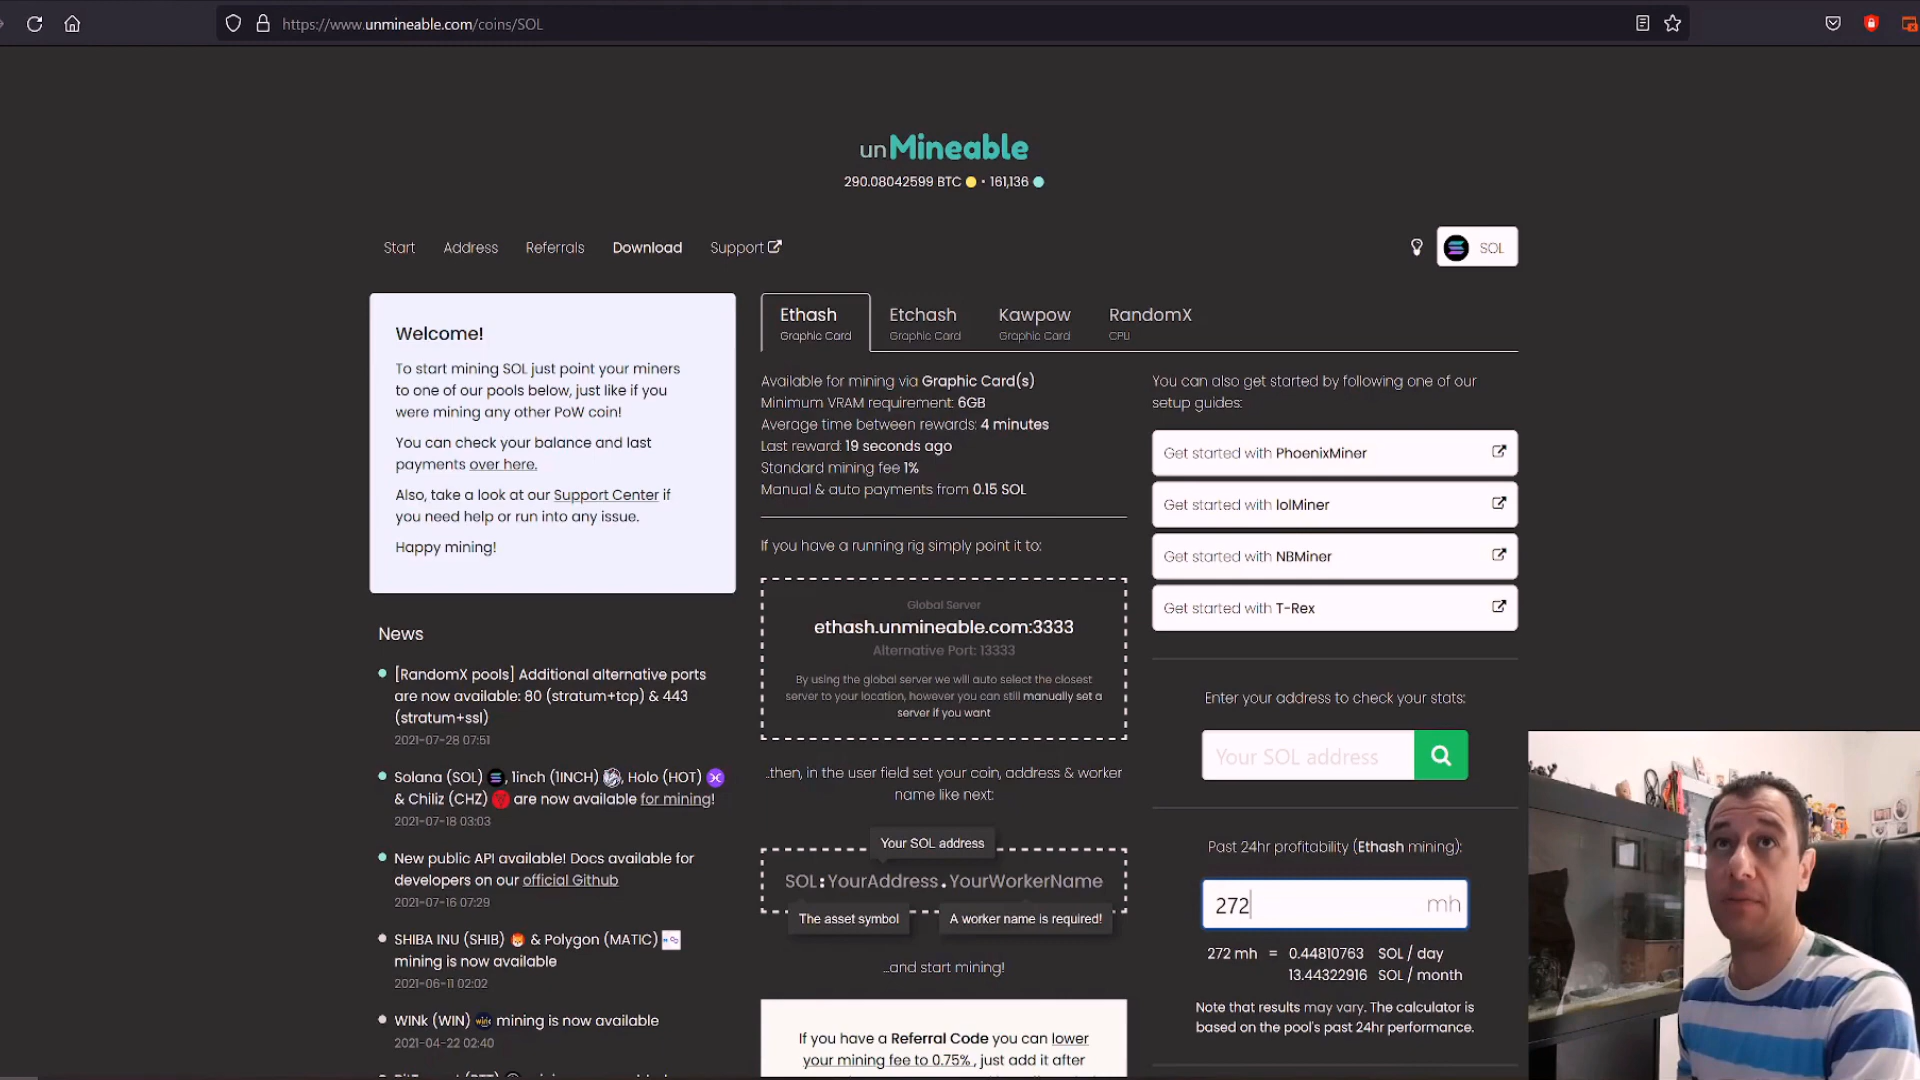 https://www.unmineable.com/coins/SOL
unMineable
290.08042599 BTC • 161,136
Start Address Referrals Download Support
SOL
Welcome!
To start mining SOL just point your miners
to one of our pools below, just like if you
were mining any other PoW coin!
You can check your balance and last
payments over here.
Also, take a look at our Support Center if
you need help or run into any issue.
Happy mining!
News
[RandomX pools] Additional alternative ports
are now available: 80 (stratum+tcp) & 443
(stratum+ssl)
2021-07-28 07:51
Solana (SOL) , 1inch (1INCH) , Holo (HOT)
& Chiliz (CHZ) are now available for mining!
2021-07-18 03:03
New public API available! Docs available for
developers on our official Github
2021-07-16 07:29
SHIBA INU (SHIB) & Polygon (MATIC)
mining is now available
2021-06-11 02:02
WINk (WIN) mining is now available
2021-04-22 02:40
Ethash
Graphic Card
Etchash
Graphic Card
Kawpow
Graphic Card
RandomX
CPU
Available for mining via Graphic Card(s)
Minimum VRAM requirement: 6GB
Average time between rewards: 4 minutes
Last reward: 19 seconds ago
Standard mining fee 1%
Manual & auto payments from 0.15 SOL
If you have a running rig simply point it to:
Global Server
ethash.unmineable.com:3333
Alternative Port: 13333
By using the global server we will auto select the closest
server to your location, however you can still manually set a
server if you want
..then, in the user field set your coin, address & worker
name like next:
Your SOL address
SOL:YourAddress.YourWorkerName
The asset symbol
A worker name is required!
...and start mining!
If you have a Referral Code you can lower
your mining fee to 0.75% , just add it after
You can also get started by following one of our
setup guides:
Get started with PhoenixMiner
Get started with lolMiner
Get started with NBMiner
Get started with T-Rex
Enter your address to check your stats:
Your SOL address
Past 24hr profitability (Ethash mining):
272 mh
272 mh = 0.44810763 SOL / day
13.44322916 SOL / month
Note that results may vary. The calculator is
based on the pool's past 24hr performance.